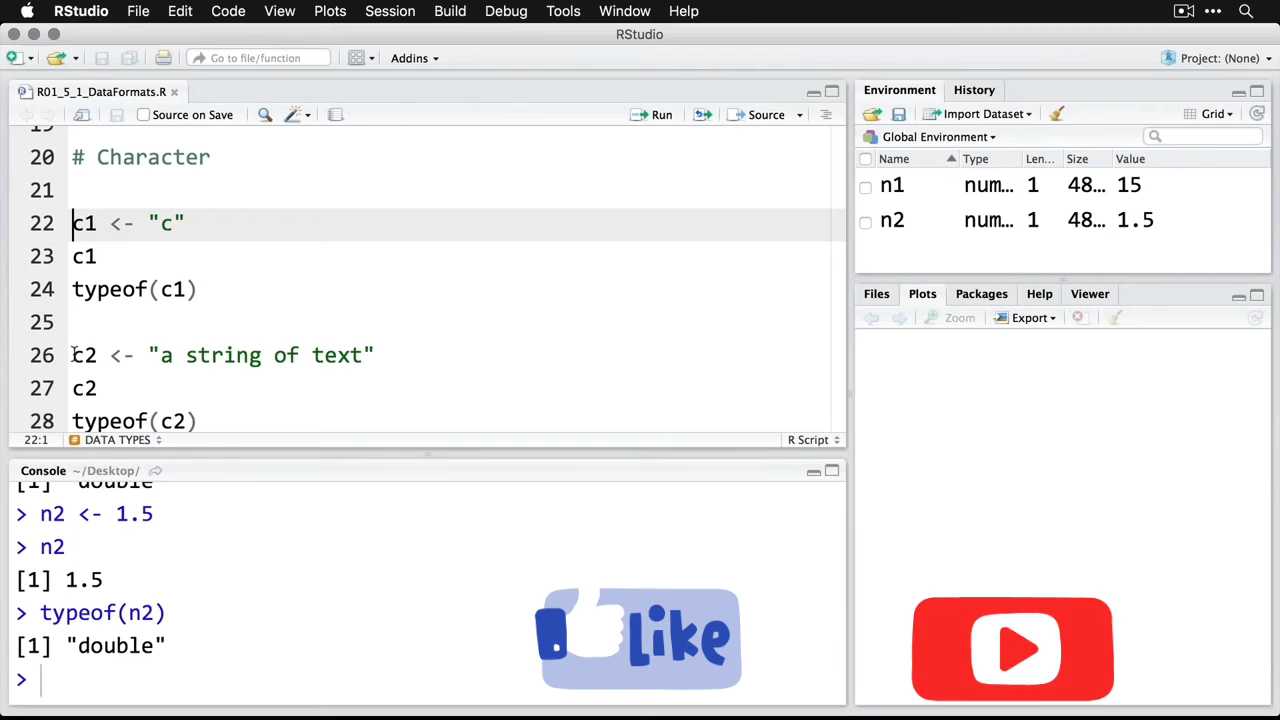 RStudio File Edit Code View Plots Session Build Debug Tools Window Help
RStudio
Go to file/function Addins Project: (None)
R01_5_1_DataFormats.R
Source on Save Run Source
19
20 # Character
21
22 c1 <- "c"
23 c1
24 typeof(c1)
25
26 c2 <- "a string of text"
27 c2
28 typeof(c2)
22:1 # DATA TYPES R Script
Console ~/Desktop/
[1] "double"
> n2 <- 1.5
> n2
[1] 1.5
> typeof(n2)
[1] "double"
>
Like
Environment History
Import Dataset Grid
Global Environment
Name Type Len... Size Value
n1 num... 1 48... 15
n2 num... 1 48... 1.5
Files Plots Packages Help Viewer
Zoom Export